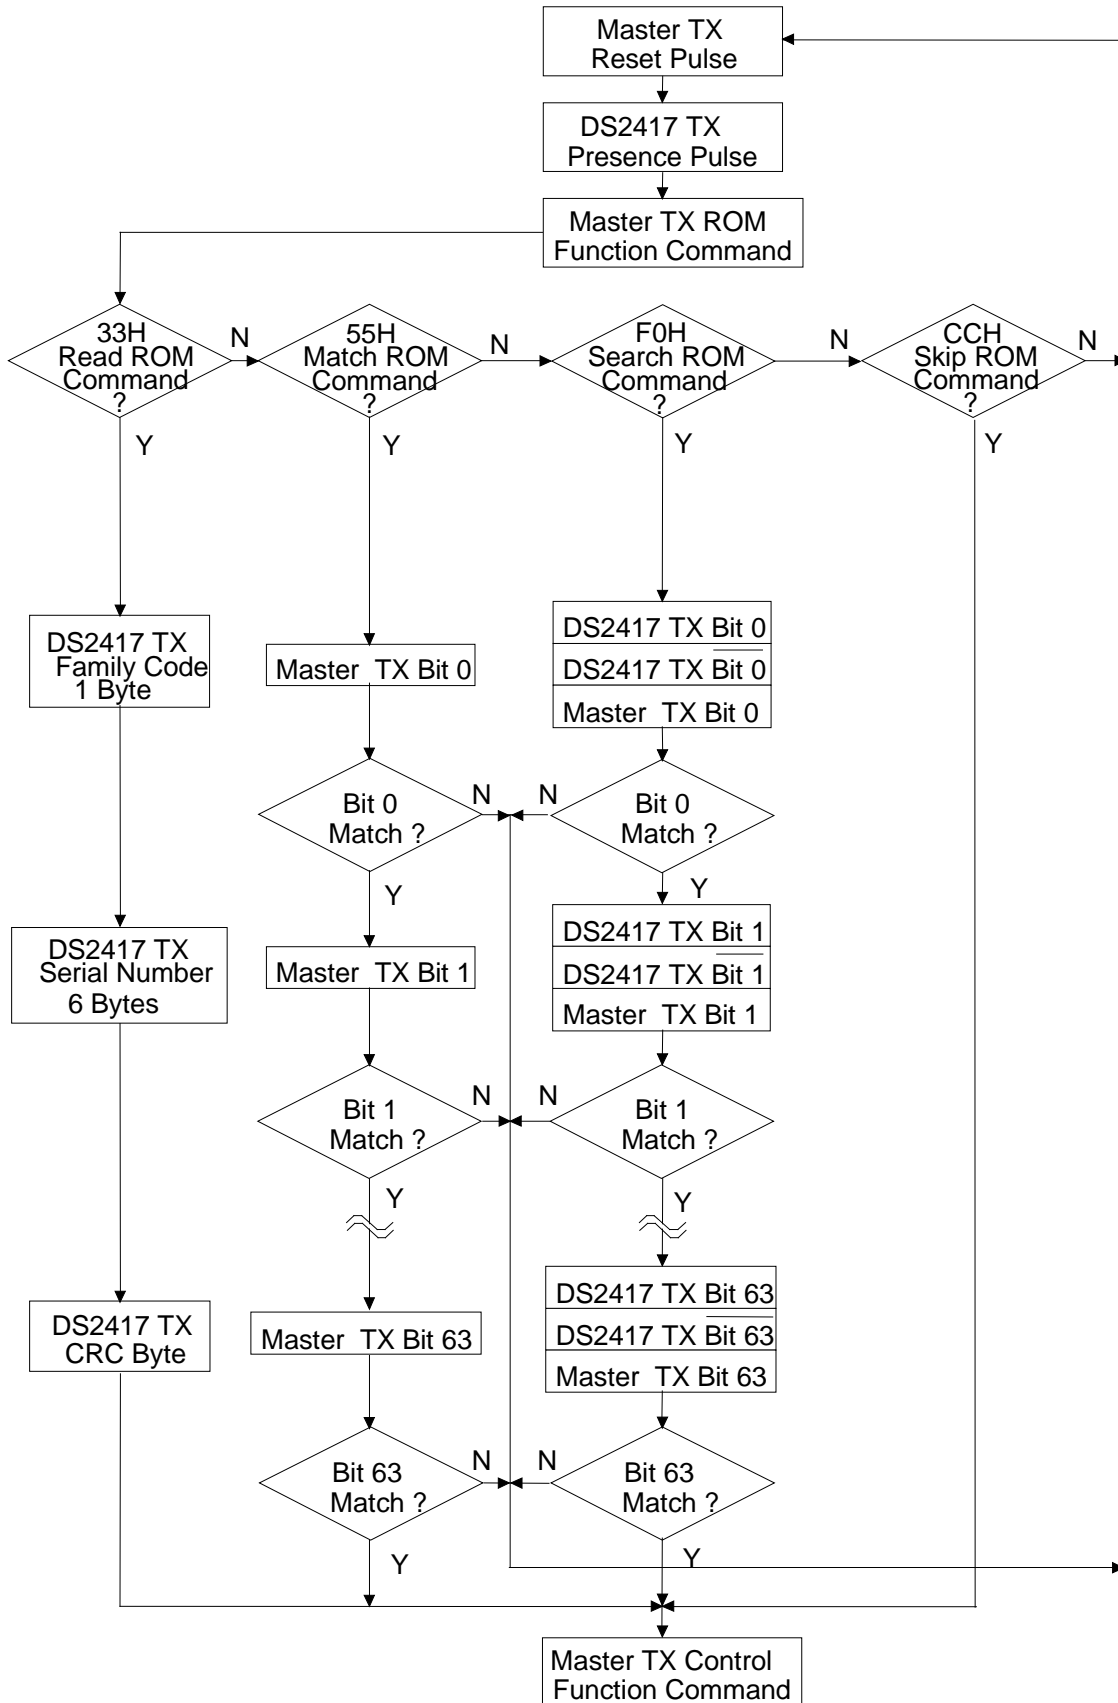 Master TX
Reset Pulse
DS2417 TX
Presence Pulse
Master TX ROM
Function Command
33H
Read ROM
Command
?
N
Y
55H
Match ROM
Command
?
N
Y
F0H
Search ROM
Command
?
N
Y
CCH
Skip ROM
Command
?
N
Y
DS2417 TX
Family Code
1 Byte
DS2417 TX
Serial Number
6 Bytes
DS2417 TX
CRC Byte
Master TX Bit 0
Bit 0
Match ?
N
Y
Master TX Bit 1
Bit 1
Match ?
N
Y
Master TX Bit 63
Bit 63
Match ?
N
Y
DS2417 TX Bit 0
DS2417 TX B̅i̅t̅ ̅0̅
Master TX Bit 0
Bit 0
Match ?
N
Y
DS2417 TX Bit 1
DS2417 TX B̅i̅t̅ ̅1̅
Master TX Bit 1
Bit 1
Match ?
N
Y
DS2417 TX Bit 63
DS2417 TX B̅i̅t̅ ̅6̅3̅
Master TX Bit 63
Bit 63
Match ?
N
Y
Master TX Control
Function Command